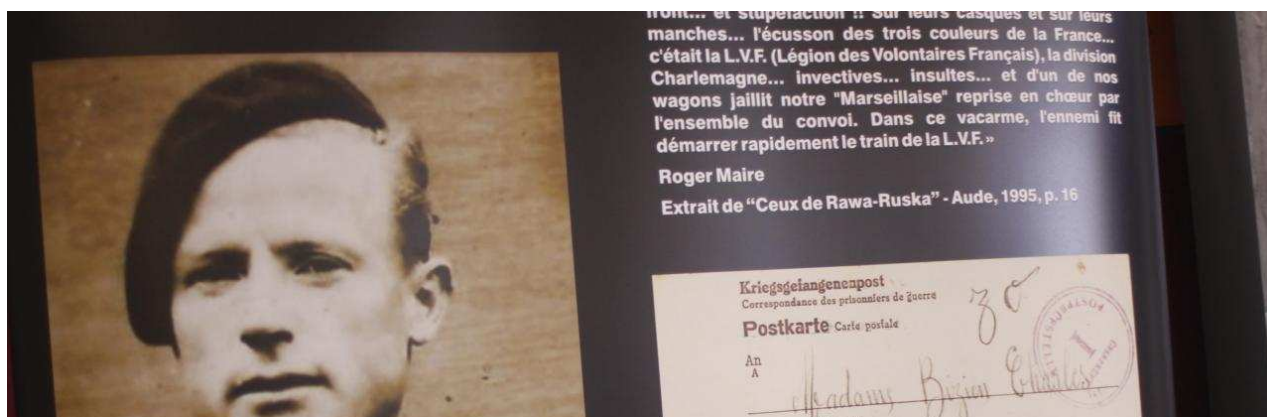 front... et stupéfaction !! Sur leurs casques et sur leurs
manches... l'écusson des trois couleurs de la France...
c'était la L.V.F. (Légion des Volontaires Français), la division
Charlemagne... invectives... insultes... et d'un de nos
wagons jaillit notre "Marseillaise" reprise en chœur par
l'ensemble du convoi. Dans ce vacarme, l'ennemi fit
démarrer rapidement le train de la L.V.F.»
Roger Maire
Extrait de “Ceux de Rawa-Ruska” - Aude, 1995, p. 16
Kriegsgefangenenpost
Correspondance des prisonniers de guerre
Postkarte Carte postale
An
A
Madame Bizien Charles